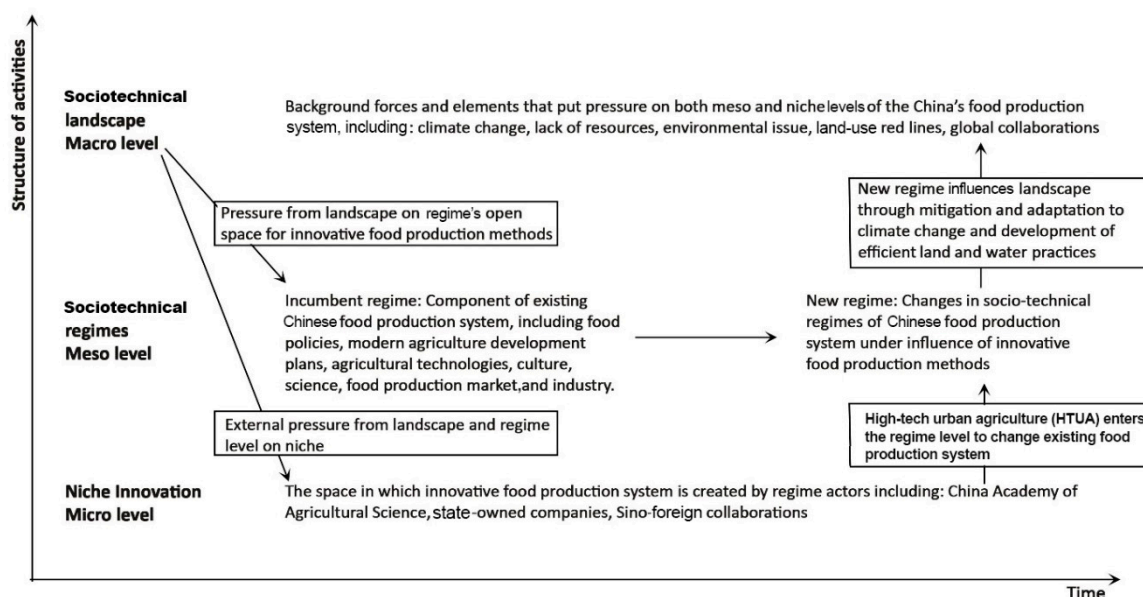 Structure of activities
Sociotechnical
landscape
Macro level
Background forces and elements that put pressure on both meso and niche levels of the China's food production
system, including: climate change, lack of resources, environmental issue, land-use red lines, global collaborations
Pressure from landscape on regime's open
space for innovative food production methods
New regime influences landscape
through mitigation and adaptation to
climate change and development of
efficient land and water practices
Sociotechnical
regimes
Meso level
Incumbent regime: Component of existing
Chinese food production system, including food
policies, modern agriculture development
plans, agricultural technologies, culture,
science, food production market,and industry.
New regime: Changes in socio-technical
regimes of Chinese food production
system under influence of innovative
food production methods
External pressure from landscape and regime
level on niche
High-tech urban agriculture (HTUA) enters
the regime level to change existing food
production system
Niche Innovation
Micro level
The space in which innovative food production system is created by regime actors including: China Academy of
Agricultural Science, state-owned companies, Sino-foreign collaborations
Time